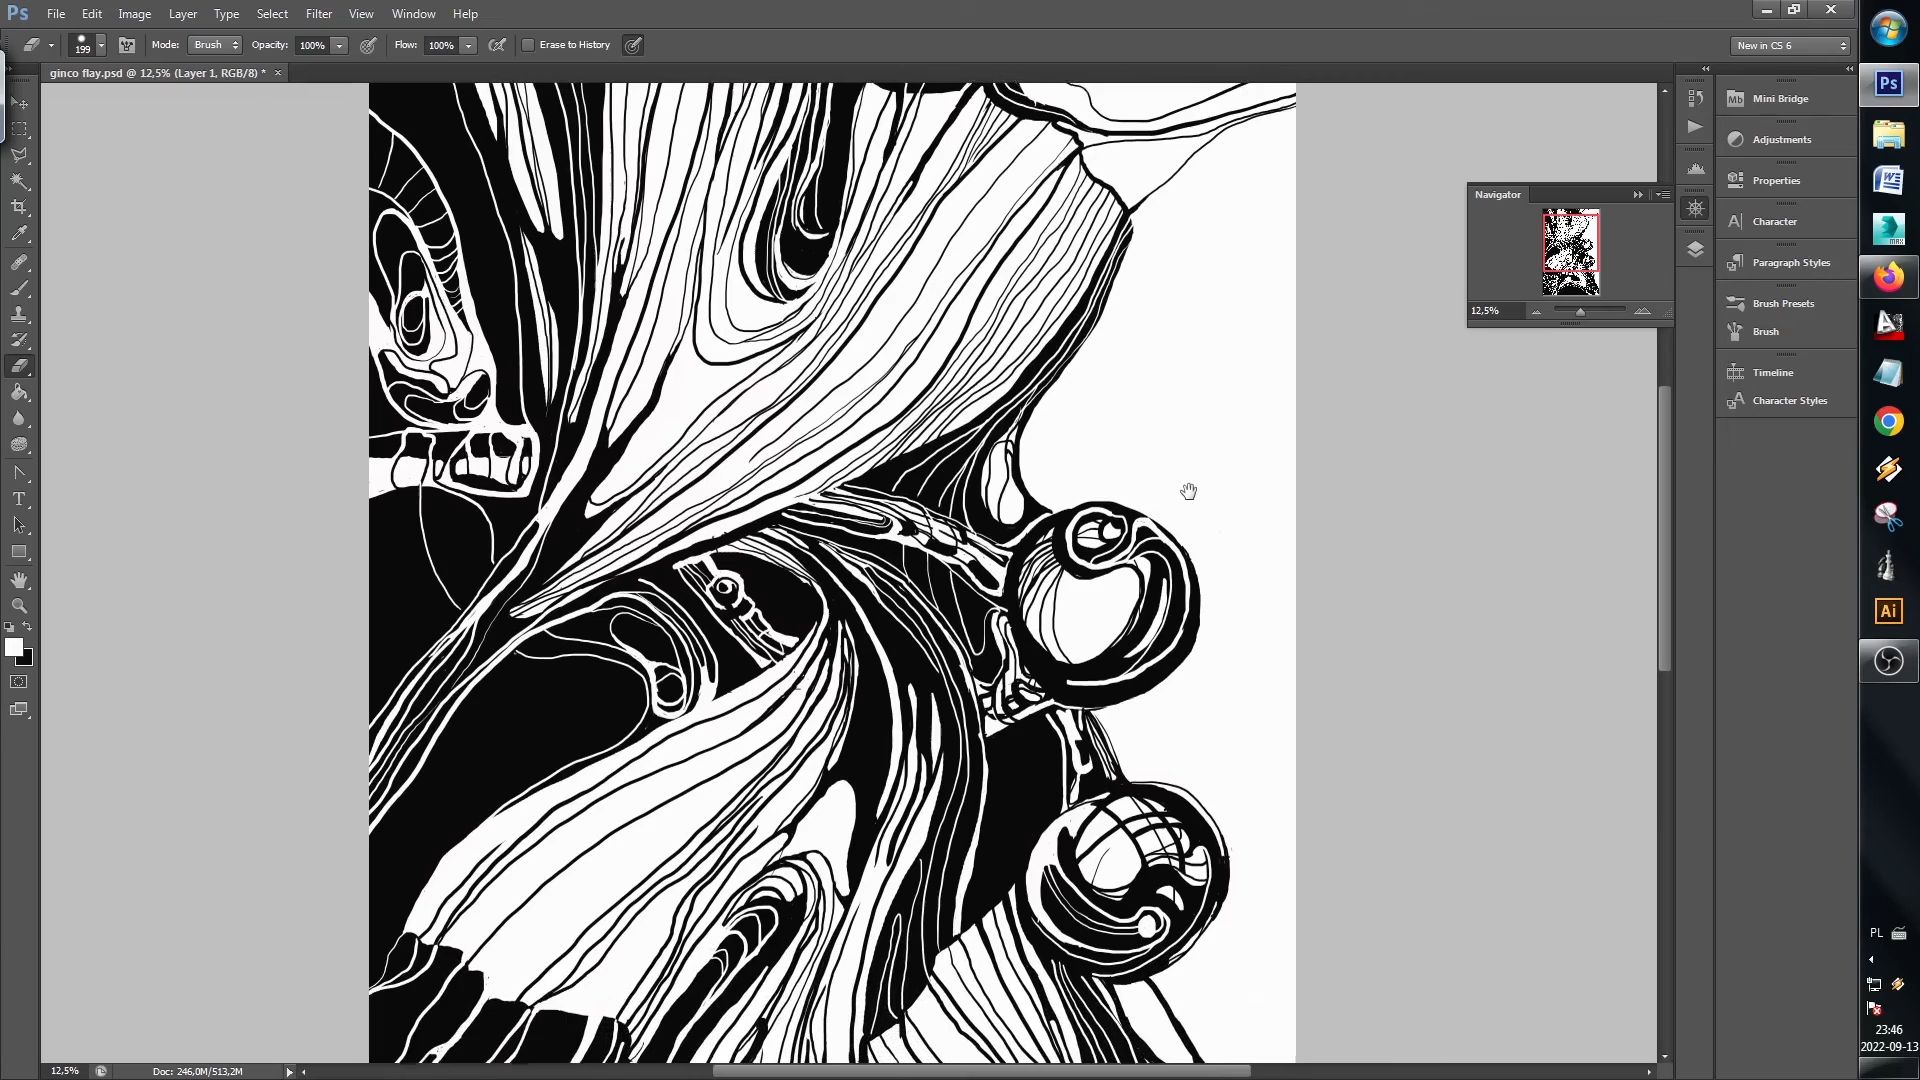 Ps File Edit Image Layer Type Select Filter View Window Help
199 Mode: Brush Opacity: 100% Flow: 100% Erase to History New in CS 6
ginco flay.psd @ 12,5% (Layer 1, RGB/8) *
Mini Bridge
Adjustments
Properties
Character
Paragraph Styles
Brush Presets
Brush
Timeline
Character Styles
Navigator
12,5%
Ps
MAX
Ai
PL
23:46
2022-09-13
12,5% Doc: 246,0M/513,2M